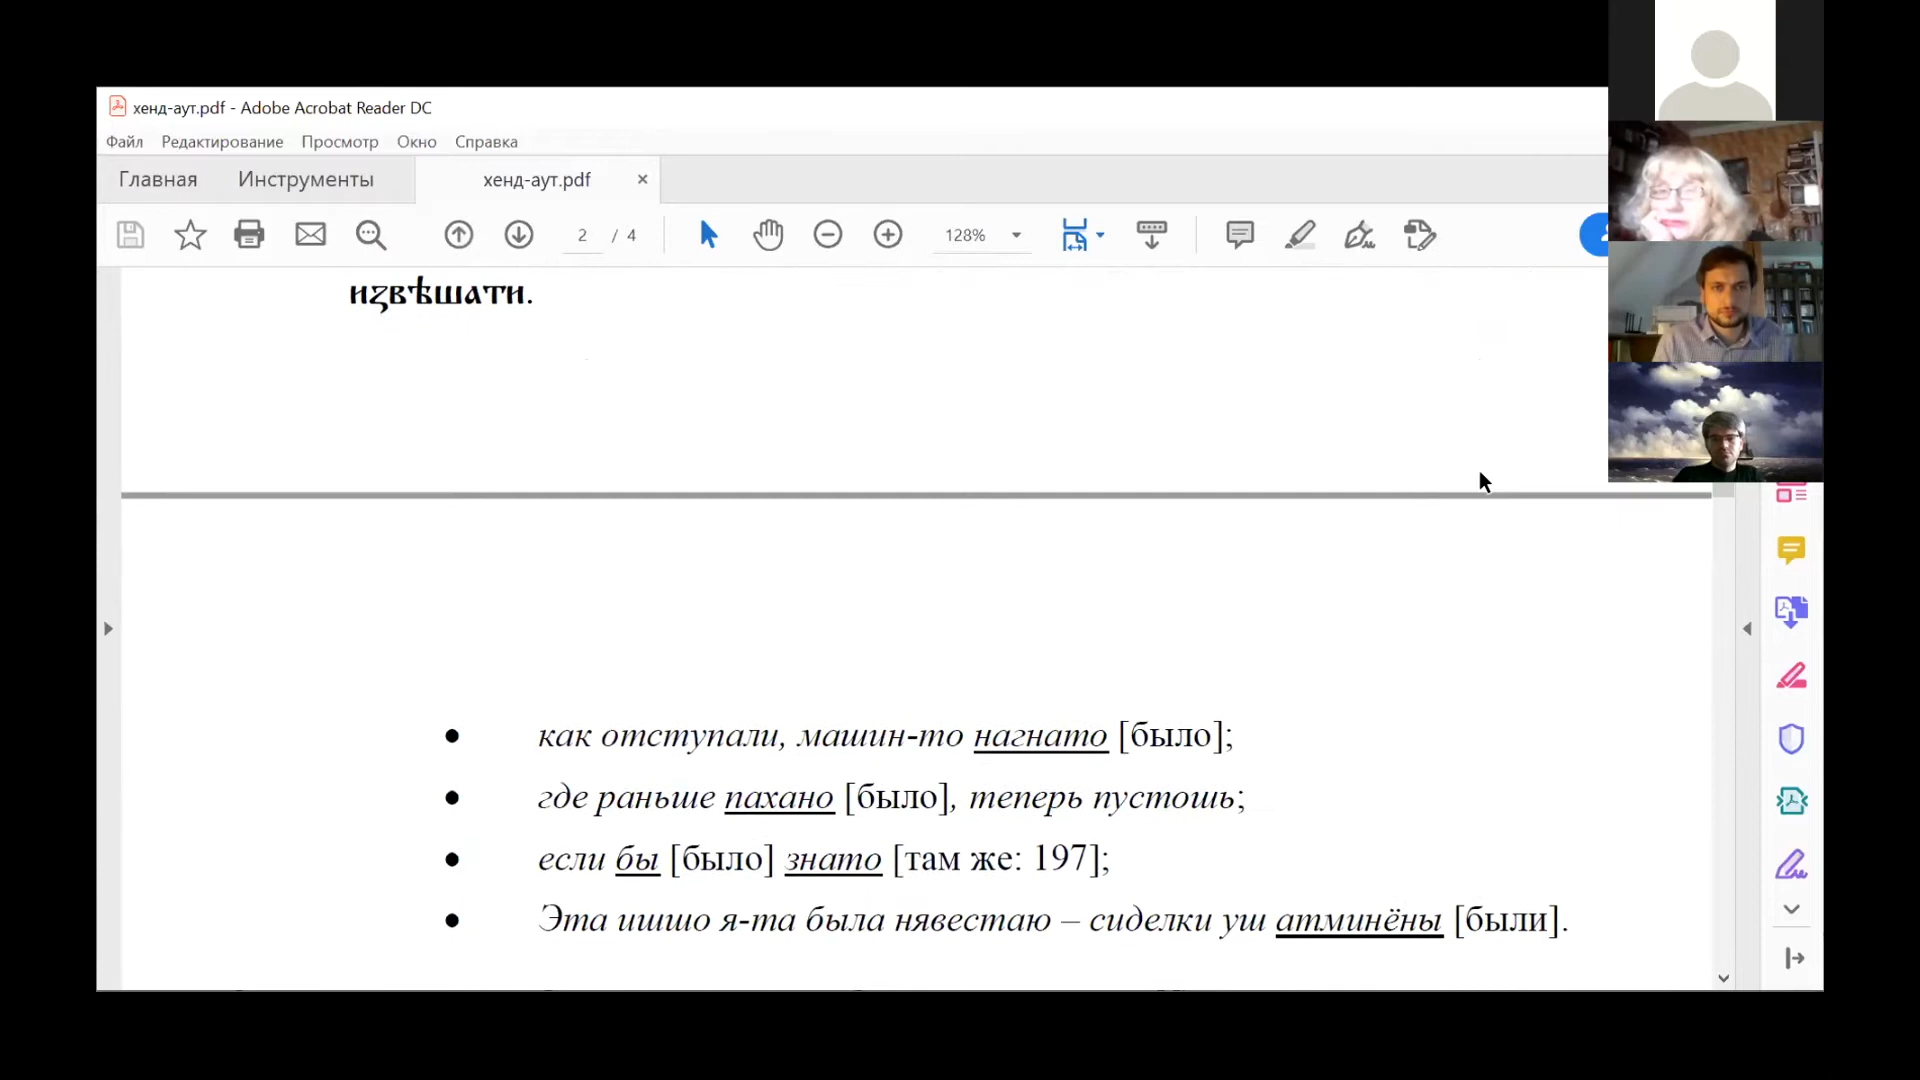 хенд-аут.pdf - Adobe Acrobat Reader DC
Файл Редактирование Просмотр Окно Справка
Главная Инструменты хенд-аут.pdf ×
2 / 4 128%
извѣшати.
• как отступали, машин-то нагнато [было];
• где раньше пахано [было], теперь пустошь;
• если бы [было] знато [там же: 197];
• Эта ишшо я-та была нявестаю – сиделки уш атминёны [были].